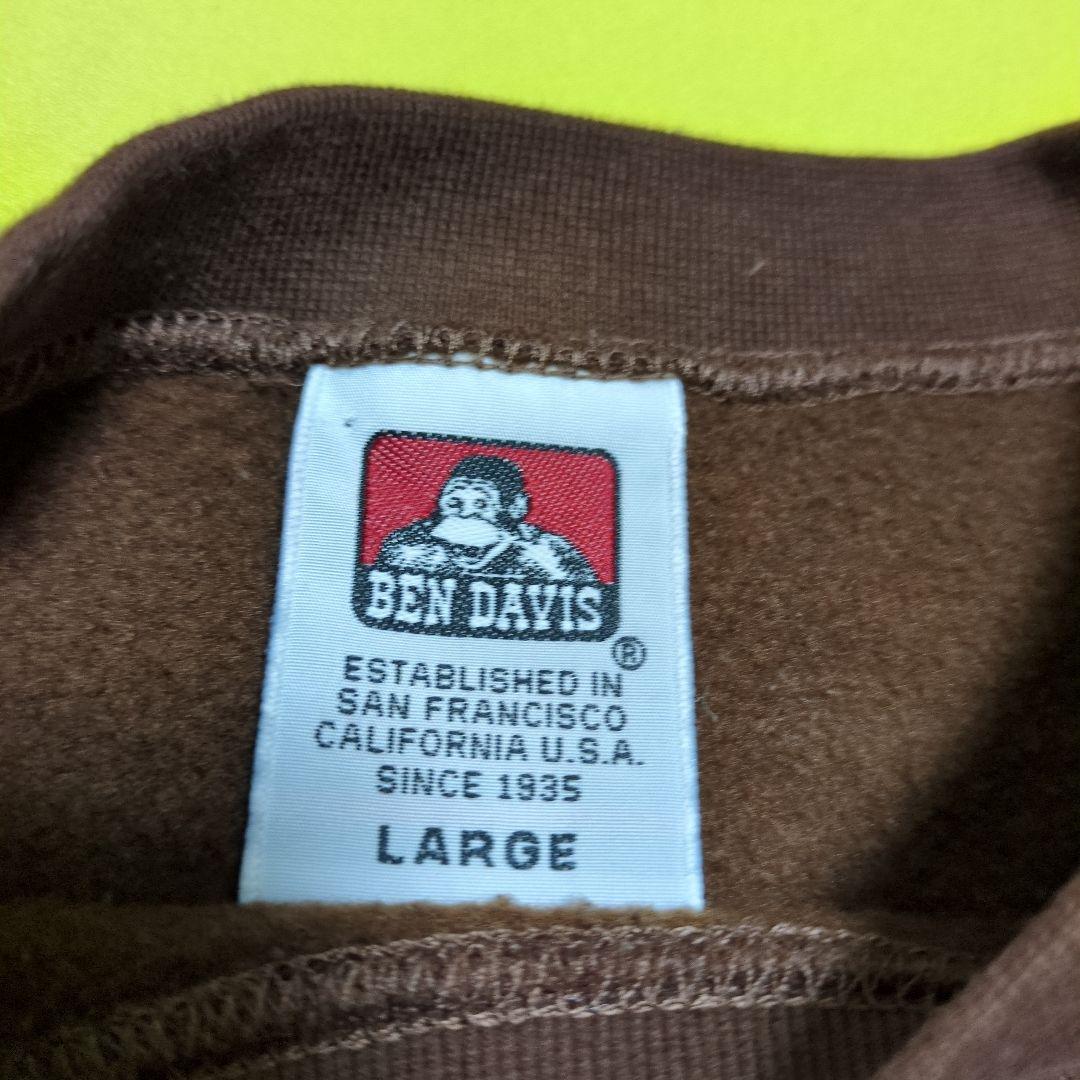 BEN DAVIS
®
ESTABLISHED IN
SAN FRANCISCO
CALIFORNIA U.S.A.
SINCE 1935
LARGE